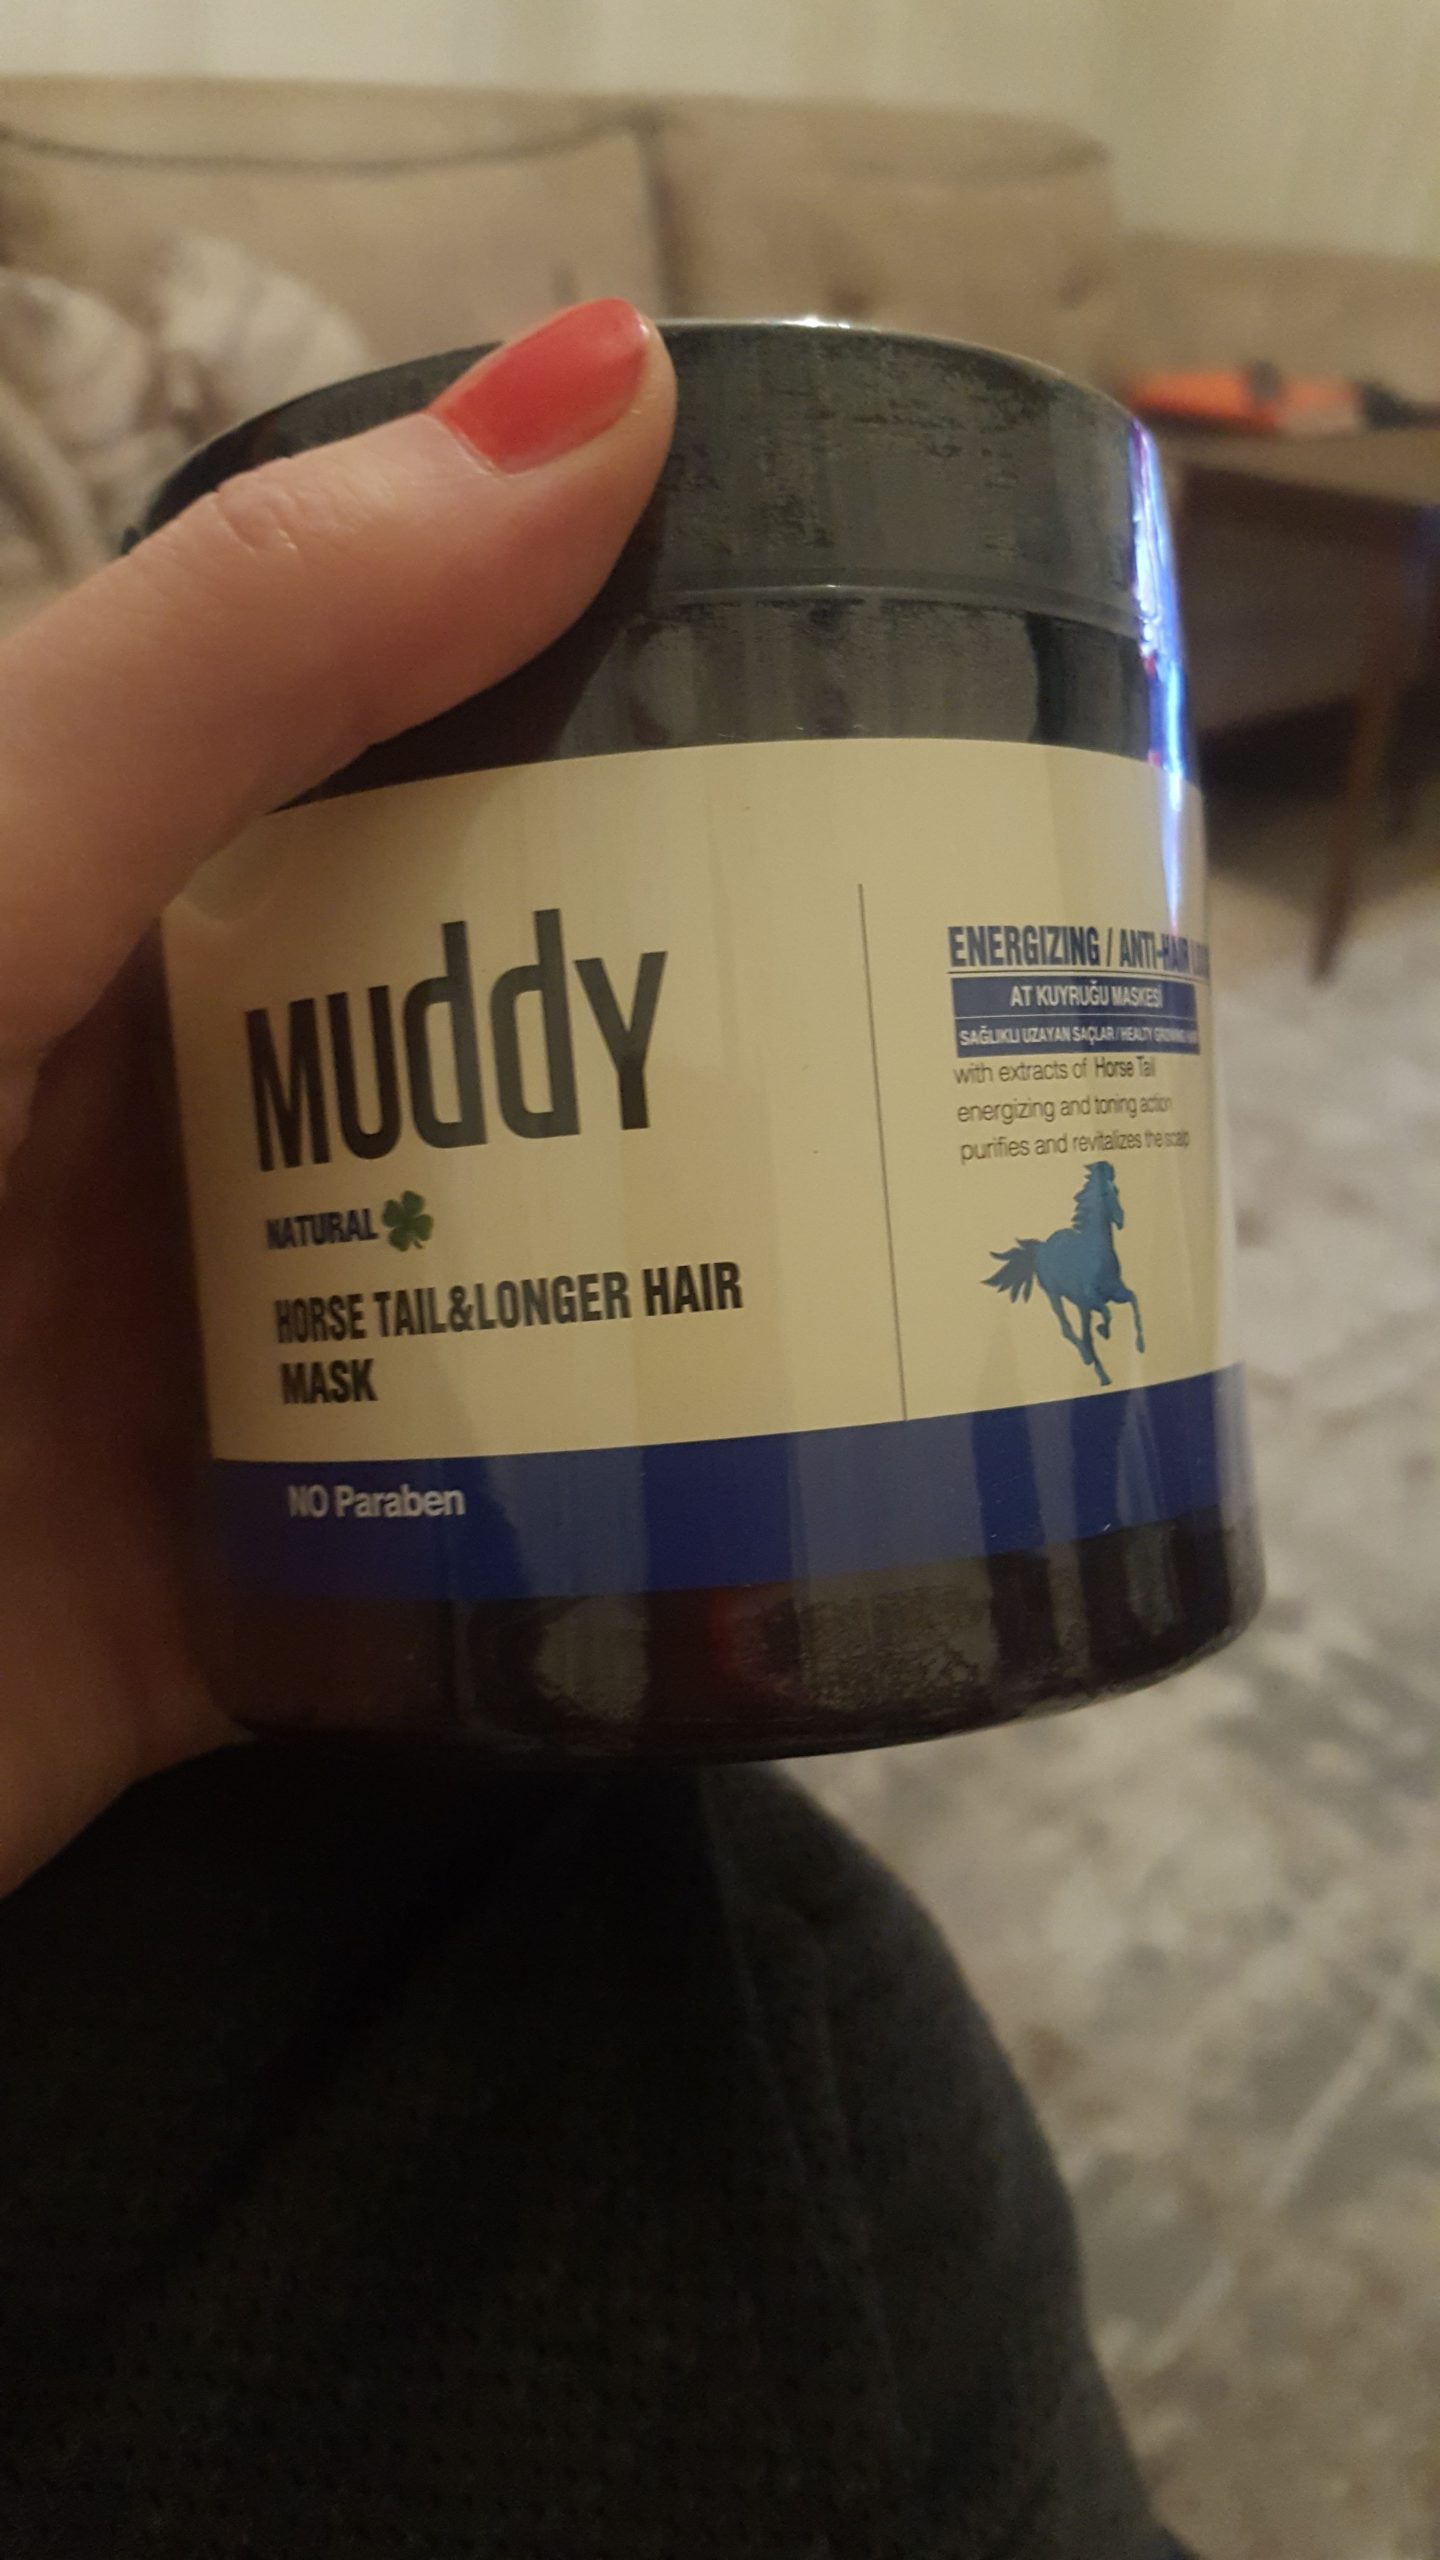 Muddy
NATURAL
HORSE TAIL&LONGER HAIR
MASK
NO Paraben
ENERGIZING / ANTI-HAIR
AT KUYRUĞU MASKESİ
SAĞLIKLI UZAYAN SAÇLAR / HEALTY GROWING
with extracts of Horse Tail
energizing and toning action
purifies and revitalizes the scalp